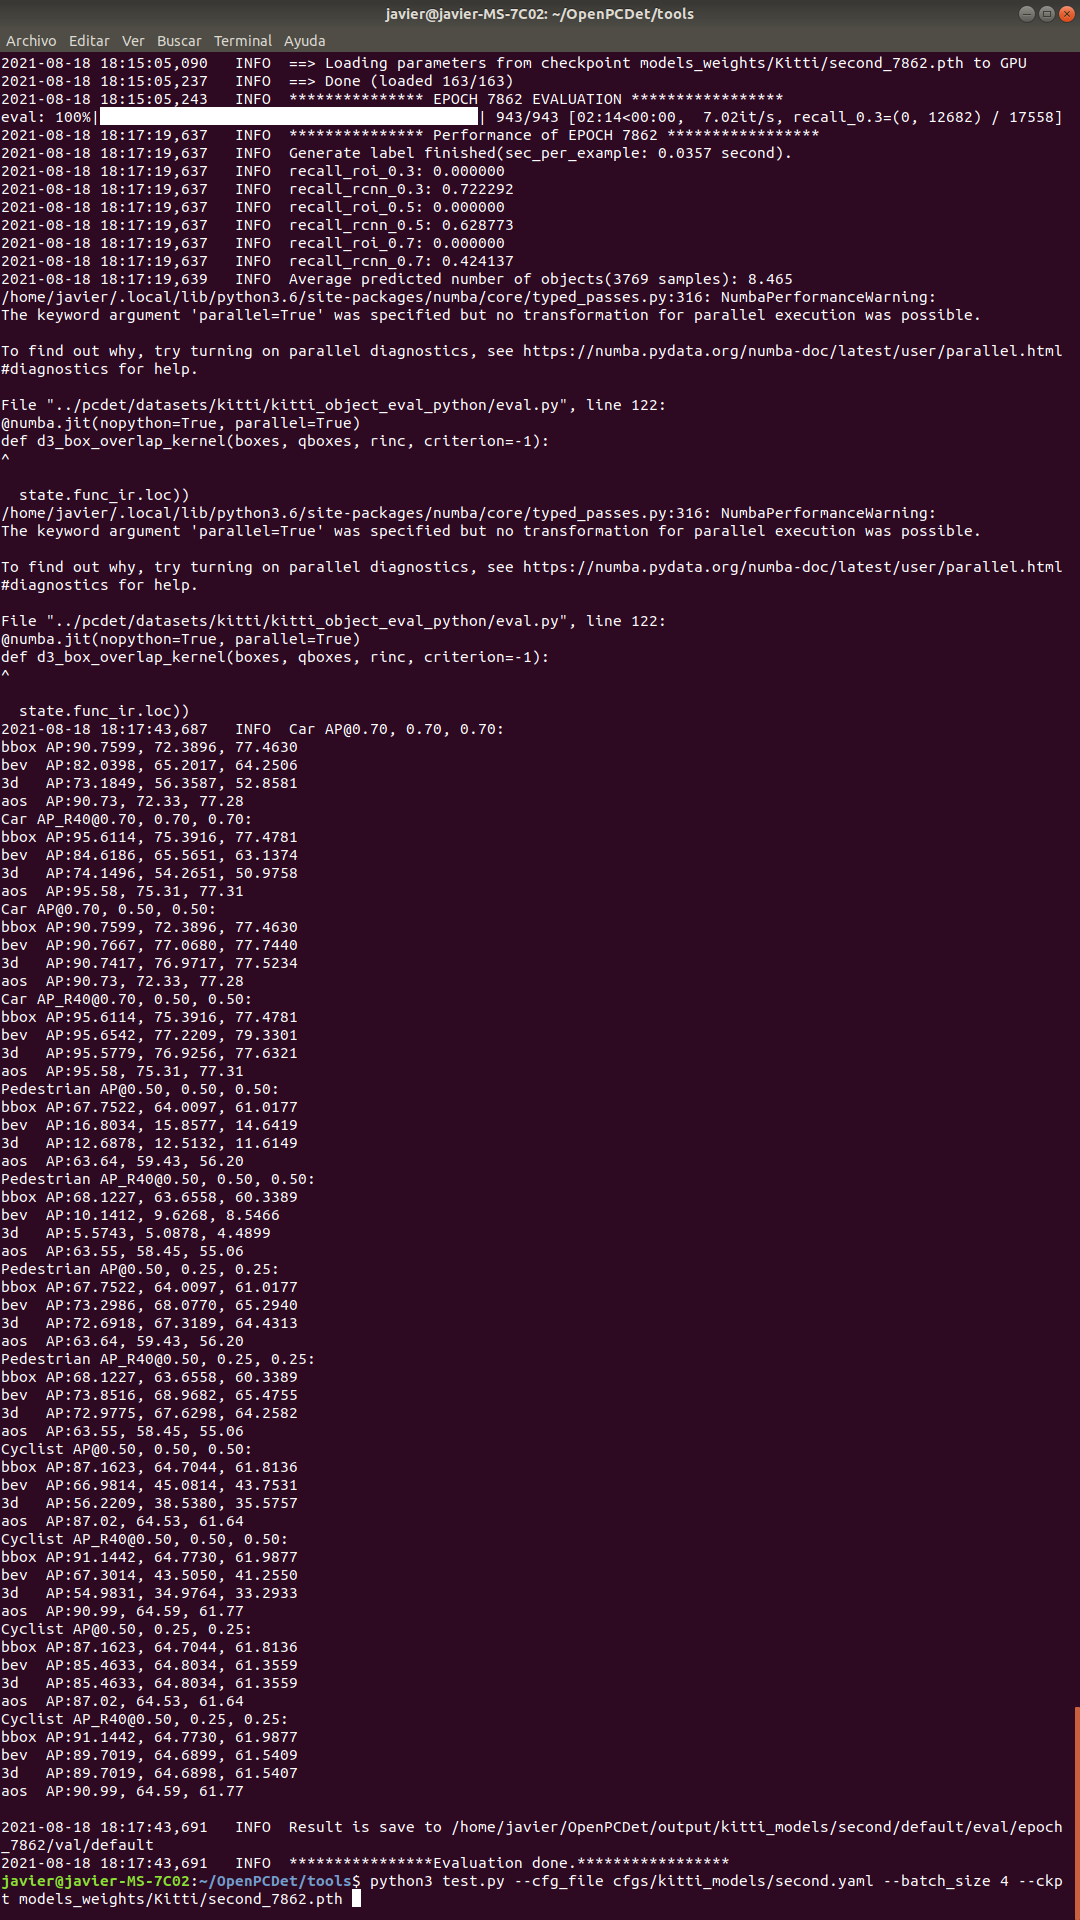 javier@javier-MS-7C02: ~/OpenPCDet/tools
Archivo Editar Ver Buscar Terminal Ayuda
2021-08-18 18:15:05,090   INFO  ==> Loading parameters from checkpoint models_weights/Kitti/second_7862.pth to GPU
2021-08-18 18:15:05,237   INFO  ==> Done (loaded 163/163)
2021-08-18 18:15:05,243   INFO  *************** EPOCH 7862 EVALUATION *****************
eval: 100%|                                          | 943/943 [02:14<00:00,  7.02it/s, recall_0.3=(0, 12682) / 17558]
2021-08-18 18:17:19,637   INFO  *************** Performance of EPOCH 7862 *****************
2021-08-18 18:17:19,637   INFO  Generate label finished(sec_per_example: 0.0357 second).
2021-08-18 18:17:19,637   INFO  recall_roi_0.3: 0.000000
2021-08-18 18:17:19,637   INFO  recall_rcnn_0.3: 0.722292
2021-08-18 18:17:19,637   INFO  recall_roi_0.5: 0.000000
2021-08-18 18:17:19,637   INFO  recall_rcnn_0.5: 0.628773
2021-08-18 18:17:19,637   INFO  recall_roi_0.7: 0.000000
2021-08-18 18:17:19,637   INFO  recall_rcnn_0.7: 0.424137
2021-08-18 18:17:19,639   INFO  Average predicted number of objects(3769 samples): 8.465
/home/javier/.local/lib/python3.6/site-packages/numba/core/typed_passes.py:316: NumbaPerformanceWarning:
The keyword argument 'parallel=True' was specified but no transformation for parallel execution was possible.

To find out why, try turning on parallel diagnostics, see https://numba.pydata.org/numba-doc/latest/user/parallel.html
#diagnostics for help.

File "../pcdet/datasets/kitti/kitti_object_eval_python/eval.py", line 122:
@numba.jit(nopython=True, parallel=True)
def d3_box_overlap_kernel(boxes, qboxes, rinc, criterion=-1):
^

  state.func_ir.loc))
/home/javier/.local/lib/python3.6/site-packages/numba/core/typed_passes.py:316: NumbaPerformanceWarning:
The keyword argument 'parallel=True' was specified but no transformation for parallel execution was possible.

To find out why, try turning on parallel diagnostics, see https://numba.pydata.org/numba-doc/latest/user/parallel.html
#diagnostics for help.

File "../pcdet/datasets/kitti/kitti_object_eval_python/eval.py", line 122:
@numba.jit(nopython=True, parallel=True)
def d3_box_overlap_kernel(boxes, qboxes, rinc, criterion=-1):
^

  state.func_ir.loc))
2021-08-18 18:17:43,687   INFO  Car AP@0.70, 0.70, 0.70:
bbox AP:90.7599, 72.3896, 77.4630
bev  AP:82.0398, 65.2017, 64.2506
3d   AP:73.1849, 56.3587, 52.8581
aos  AP:90.73, 72.33, 77.28
Car AP_R40@0.70, 0.70, 0.70:
bbox AP:95.6114, 75.3916, 77.4781
bev  AP:84.6186, 65.5651, 63.1374
3d   AP:74.1496, 54.2651, 50.9758
aos  AP:95.58, 75.31, 77.31
Car AP@0.70, 0.50, 0.50:
bbox AP:90.7599, 72.3896, 77.4630
bev  AP:90.7667, 77.0680, 77.7440
3d   AP:90.7417, 76.9717, 77.5234
aos  AP:90.73, 72.33, 77.28
Car AP_R40@0.70, 0.50, 0.50:
bbox AP:95.6114, 75.3916, 77.4781
bev  AP:95.6542, 77.2209, 79.3301
3d   AP:95.5779, 76.9256, 77.6321
aos  AP:95.58, 75.31, 77.31
Pedestrian AP@0.50, 0.50, 0.50:
bbox AP:67.7522, 64.0097, 61.0177
bev  AP:16.8034, 15.8577, 14.6419
3d   AP:12.6878, 12.5132, 11.6149
aos  AP:63.64, 59.43, 56.20
Pedestrian AP_R40@0.50, 0.50, 0.50:
bbox AP:68.1227, 63.6558, 60.3389
bev  AP:10.1412, 9.6268, 8.5466
3d   AP:5.5743, 5.0878, 4.4899
aos  AP:63.55, 58.45, 55.06
Pedestrian AP@0.50, 0.25, 0.25:
bbox AP:67.7522, 64.0097, 61.0177
bev  AP:73.2986, 68.0770, 65.2940
3d   AP:72.6918, 67.3189, 64.4313
aos  AP:63.64, 59.43, 56.20
Pedestrian AP_R40@0.50, 0.25, 0.25:
bbox AP:68.1227, 63.6558, 60.3389
bev  AP:73.8516, 68.9682, 65.4755
3d   AP:72.9775, 67.6298, 64.2582
aos  AP:63.55, 58.45, 55.06
Cyclist AP@0.50, 0.50, 0.50:
bbox AP:87.1623, 64.7044, 61.8136
bev  AP:66.9814, 45.0814, 43.7531
3d   AP:56.2209, 38.5380, 35.5757
aos  AP:87.02, 64.53, 61.64
Cyclist AP_R40@0.50, 0.50, 0.50:
bbox AP:91.1442, 64.7730, 61.9877
bev  AP:67.3014, 43.5050, 41.2550
3d   AP:54.9831, 34.9764, 33.2933
aos  AP:90.99, 64.59, 61.77
Cyclist AP@0.50, 0.25, 0.25:
bbox AP:87.1623, 64.7044, 61.8136
bev  AP:85.4633, 64.8034, 61.3559
3d   AP:85.4633, 64.8034, 61.3559
aos  AP:87.02, 64.53, 61.64
Cyclist AP_R40@0.50, 0.25, 0.25:
bbox AP:91.1442, 64.7730, 61.9877
bev  AP:89.7019, 64.6899, 61.5409
3d   AP:89.7019, 64.6898, 61.5407
aos  AP:90.99, 64.59, 61.77

2021-08-18 18:17:43,691   INFO  Result is save to /home/javier/OpenPCDet/output/kitti_models/second/default/eval/epoch
_7862/val/default
2021-08-18 18:17:43,691   INFO  ****************Evaluation done.*****************
javier@javier-MS-7C02:~/OpenPCDet/tools$ python3 test.py --cfg_file cfgs/kitti_models/second.yaml --batch_size 4 --ckp
t models_weights/Kitti/second_7862.pth